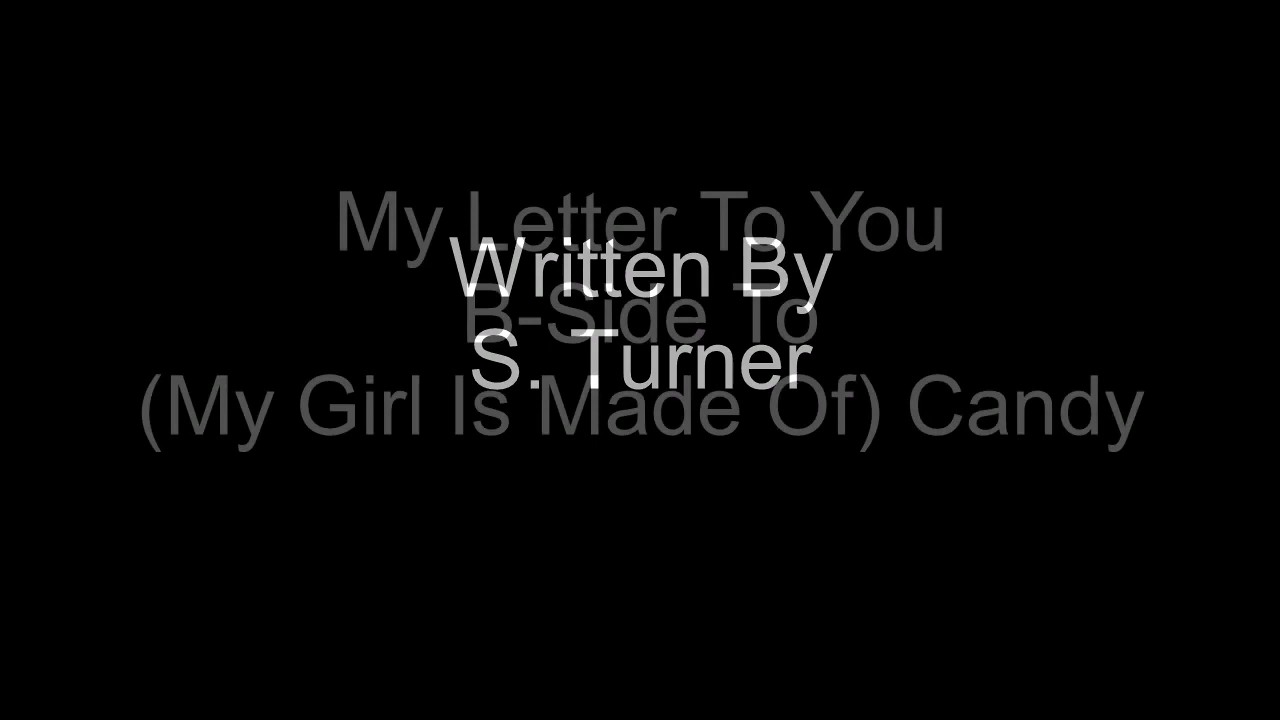 My Letter To You
Written By
B-Side To
S. Turner
(My Girl Is Made Of) Candy